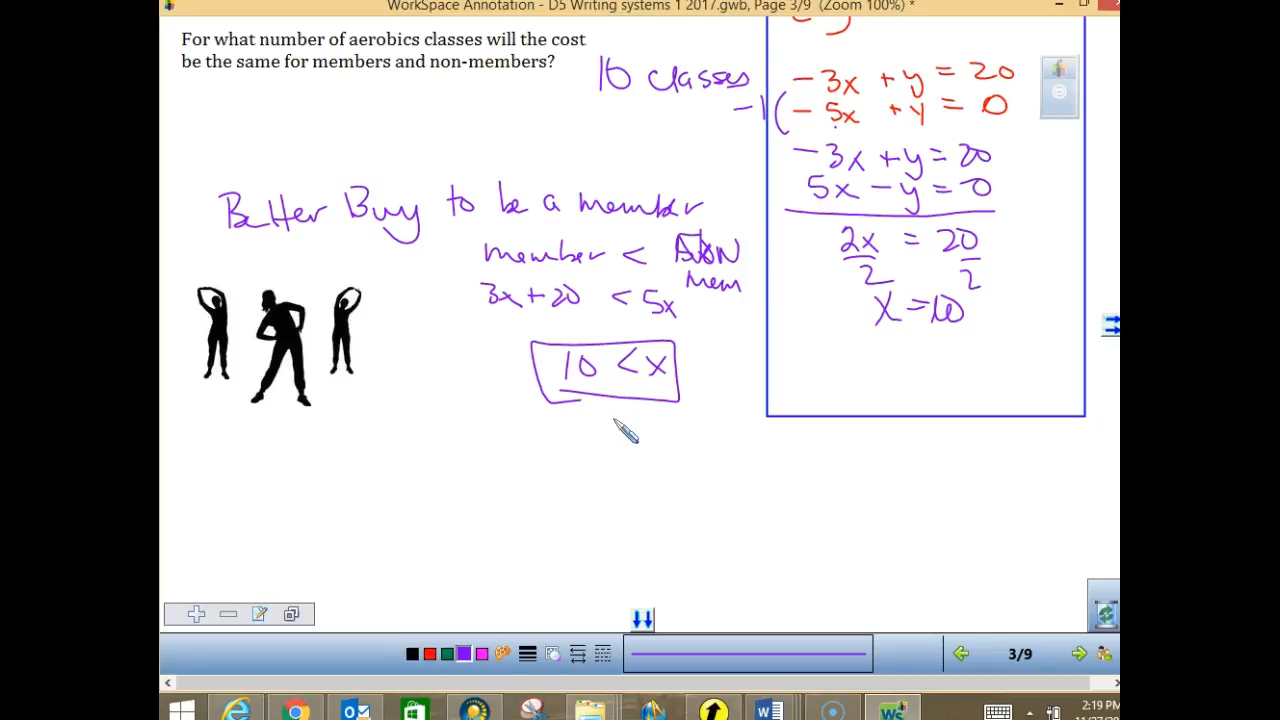 WorkSpace Annotation - D5 Writing systems 1 2017.gwb, Page 3/9 (Zoom 100%) *
For what number of aerobics classes will the cost
be the same for members and non-members?
10 classes
-3x + y = 20
-1( -5x + y = 0
-3x + y = 20
5x - y = 0
2x = 20
2 2
x = 10
Better Buy to be a member
member < NON
Mem
3x + 20 < 5x
10 < x
3/9
2:19 PM